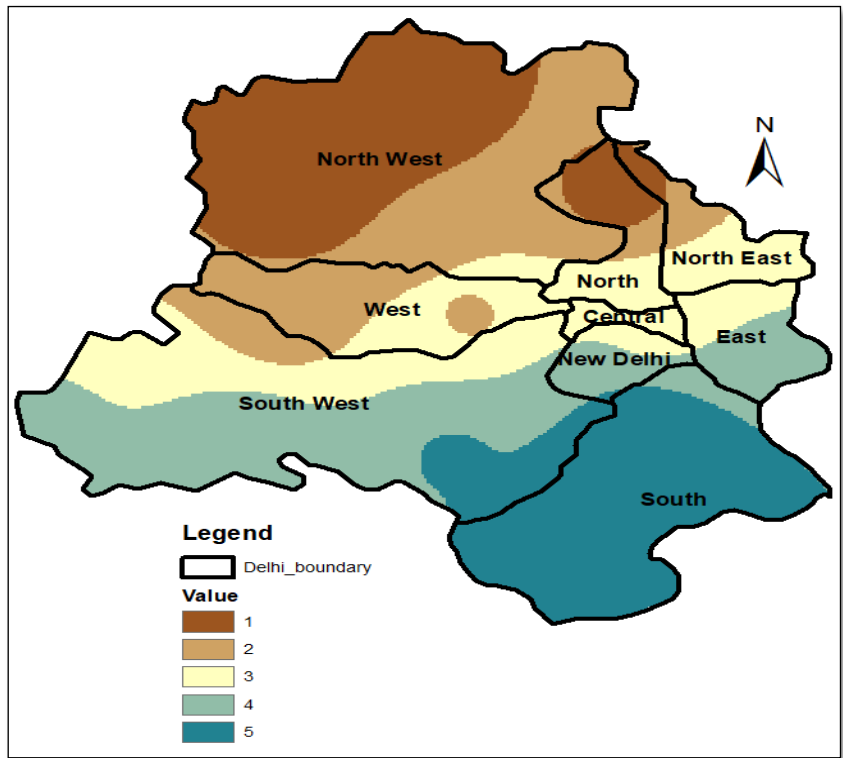 N
North West
North East
North
West
Central
East
New Delhi
South West
South
Legend
Delhi_boundary
Value
1
2
3
4
5